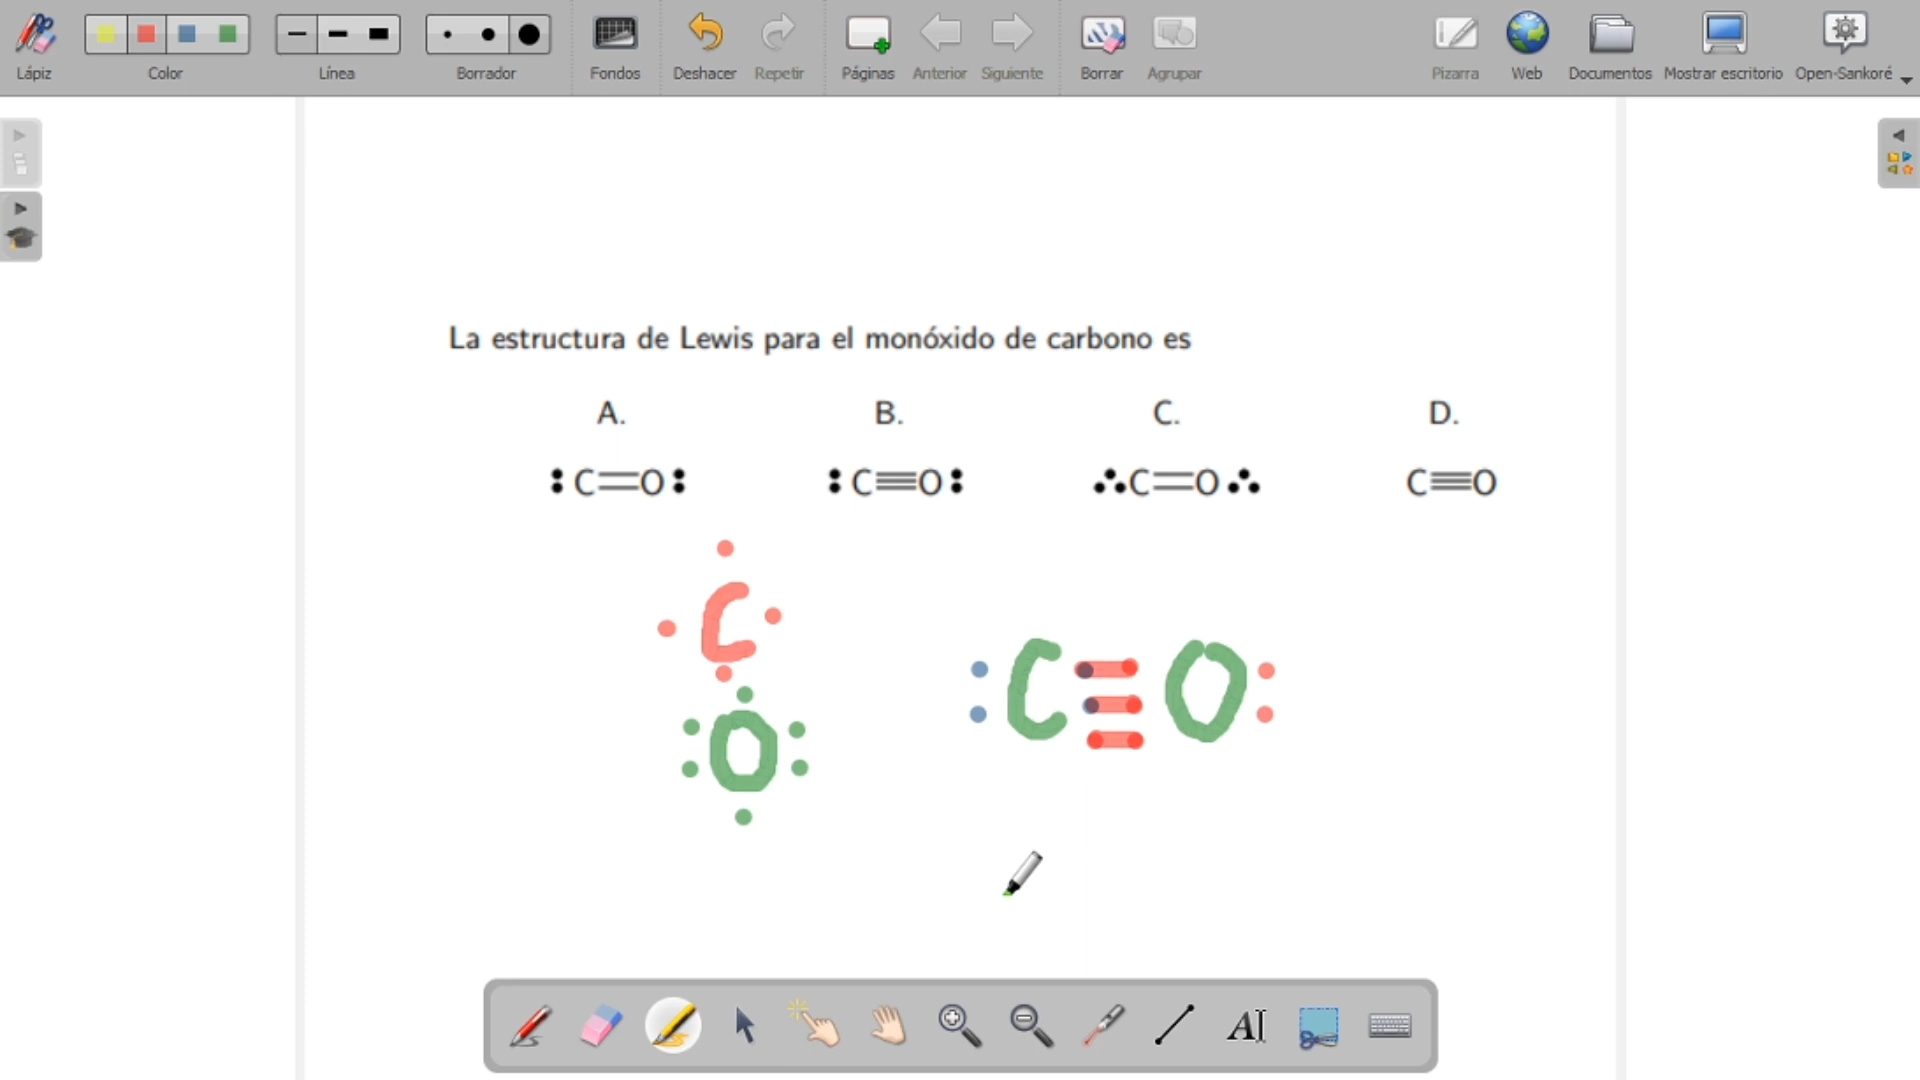 Lápiz Color Línea Borrador Fondos Deshacer Repetir Páginas Anterior Siguiente Borrar Agrupar Pizarra Web Documentos Mostrar escritorio Open-Sankoré
La estructura de Lewis para el monóxido de carbono es
A. B. C. D.
:C=O: :C≡O: ∴C=O∴ C≡O
C
:C≡O:
O
AI